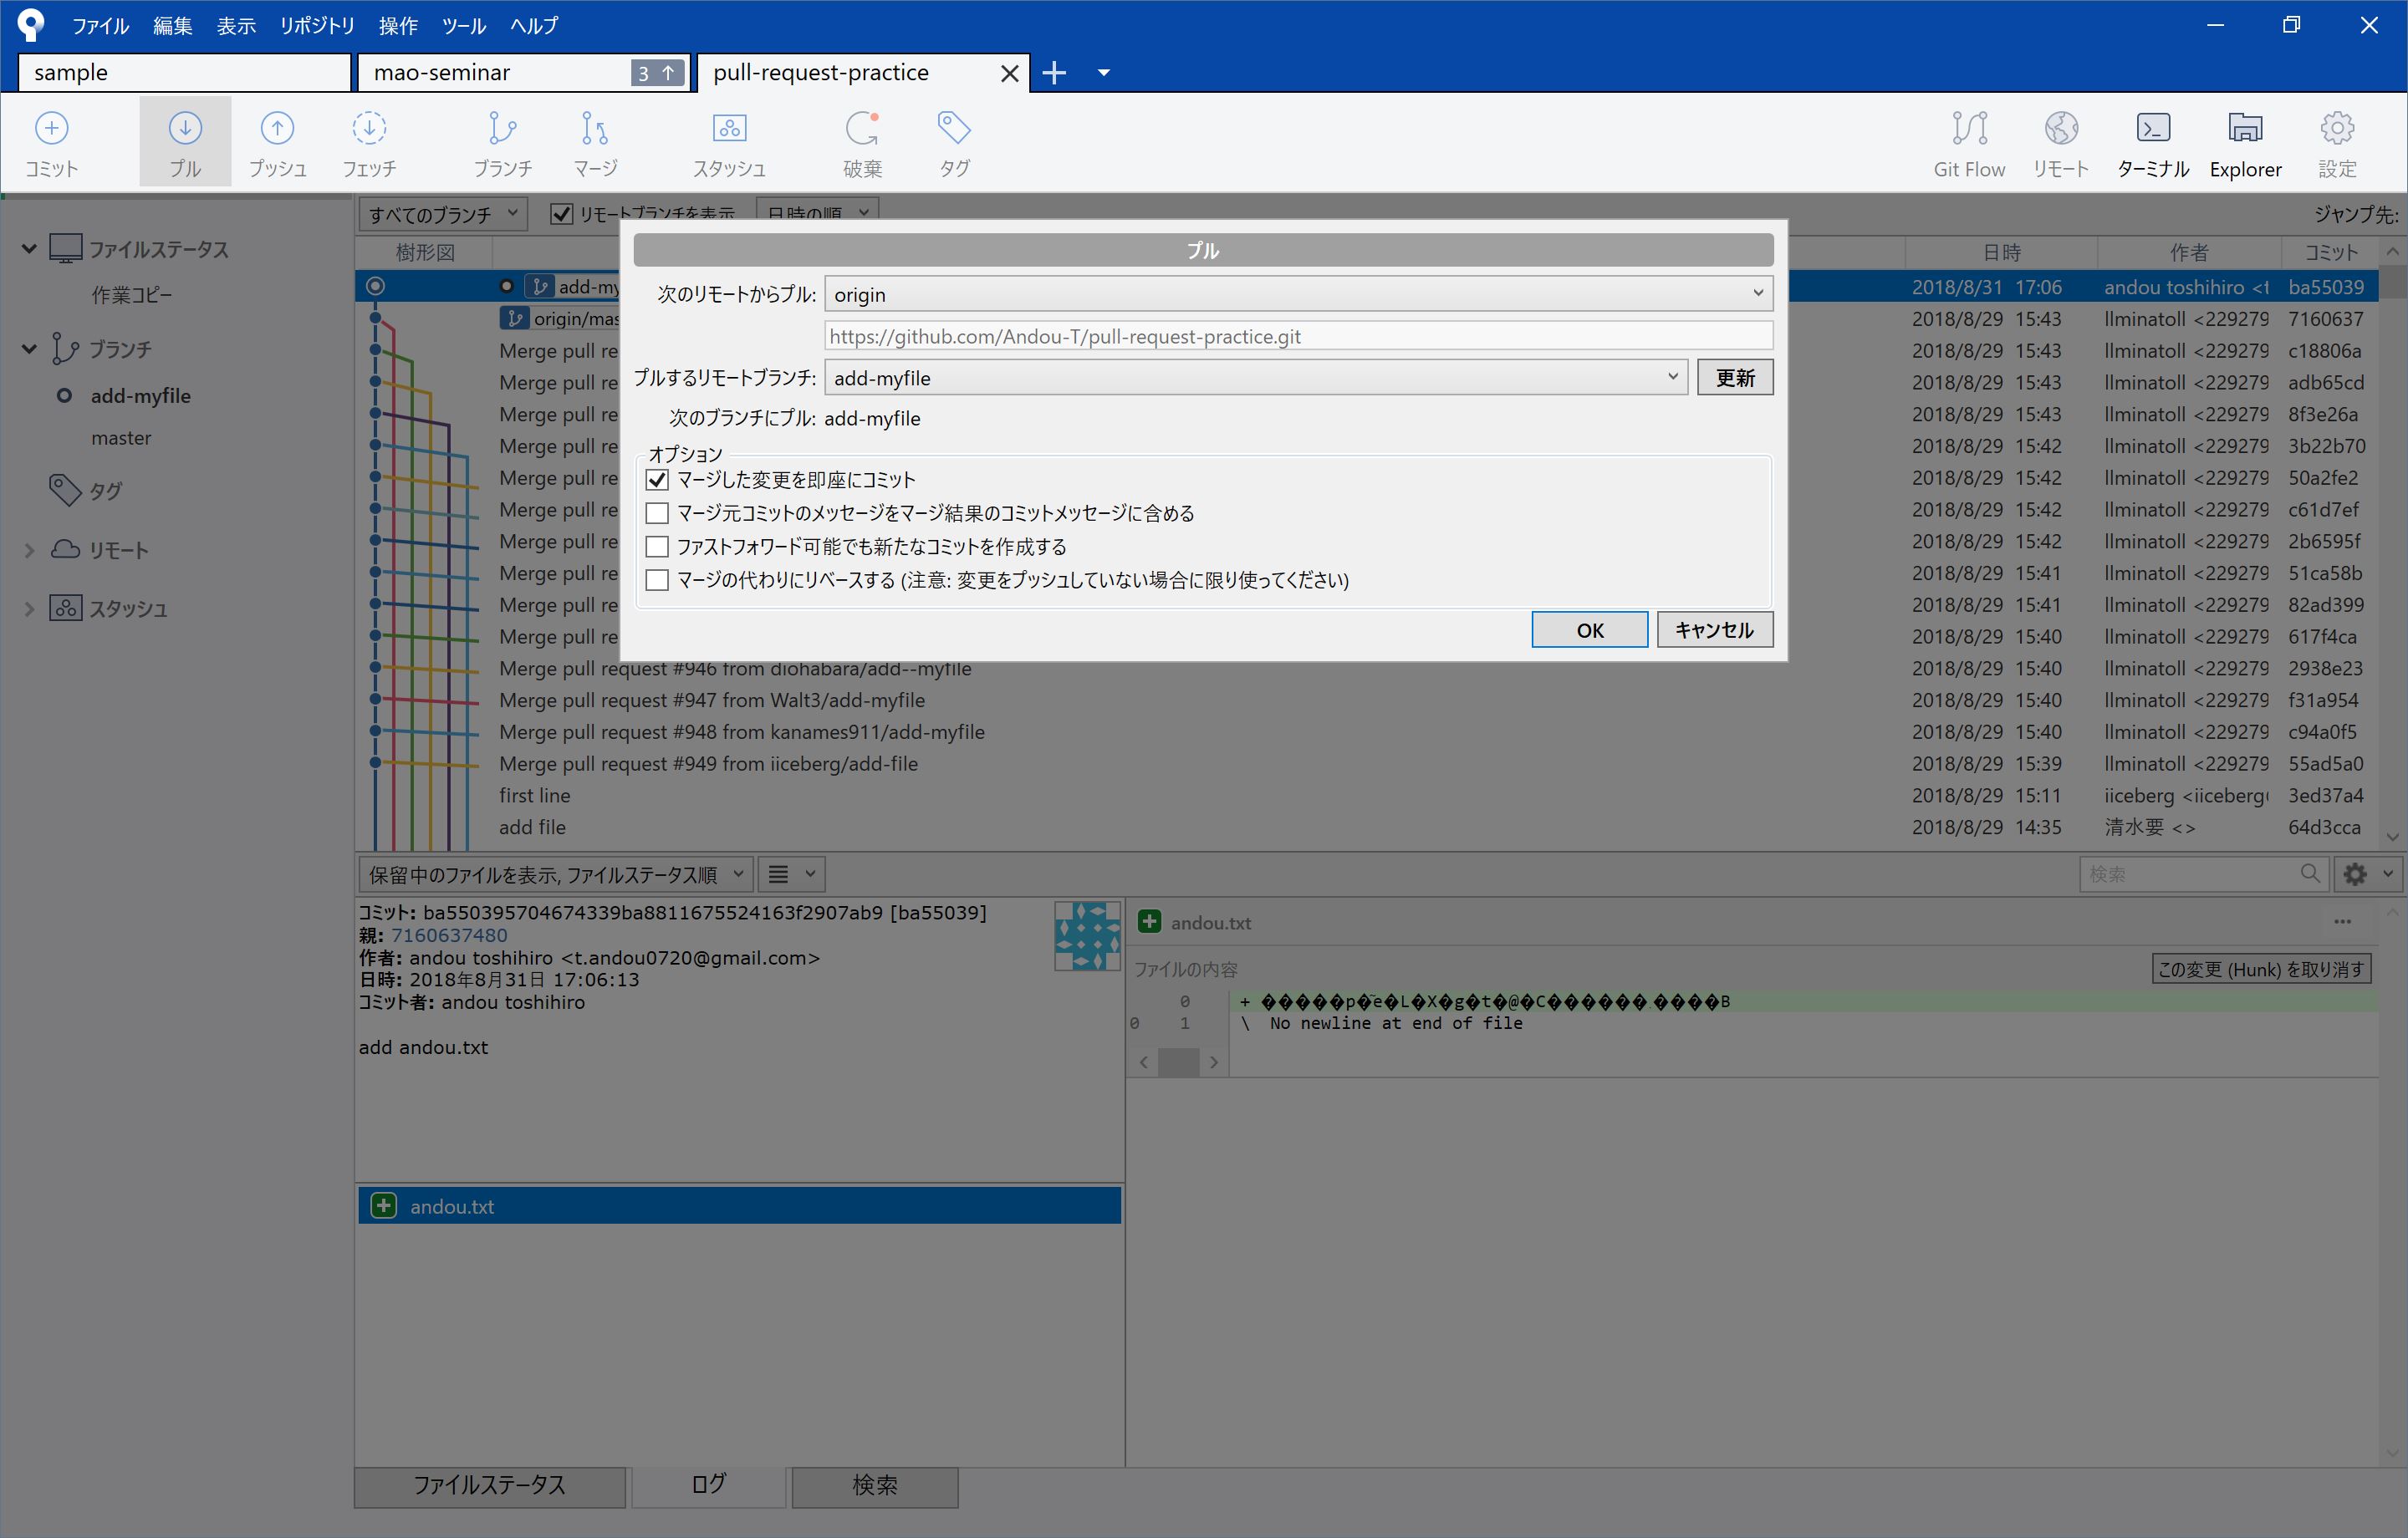 ファイル 編集 表示 リポジトリ 操作 ツール ヘルプ
sample mao-seminar 3 pull-request-practice
コミット プル プッシュ フェッチ ブランチ マージ スタッシュ 破棄 タグ Git Flow リモート ターミナル Explorer 設定
すべてのブランチ リモートブランチを表示 日時の順 ジャンプ先:
樹形図 日時 作者 コミット
ファイルステータス
作業コピー
ブランチ
add-myfile
master
タグ
リモート
スタッシュ
プル
次のリモートからプル: origin
https://github.com/Andou-T/pull-request-practice.git
プルするリモートブランチ: add-myfile 更新
次のブランチにプル: add-myfile
オプション
マージした変更を即座にコミット
マージ元コミットのメッセージをマージ結果のコミットメッセージに含める
ファストフォワード可能でも新たなコミットを作成する
マージの代わりにリベースする (注意: 変更をプッシュしていない場合に限り使ってください)
OK キャンセル
add-my 2018/8/31 17:06 andou toshihiro <t ba55039
origin/mas 2018/8/29 15:43 llminatoll <229279 7160637
Merge pull re 2018/8/29 15:43 llminatoll <229279 c18806a
Merge pull re 2018/8/29 15:43 llminatoll <229279 adb65cd
Merge pull re 2018/8/29 15:43 llminatoll <229279 8f3e26a
Merge pull re 2018/8/29 15:42 llminatoll <229279 3b22b70
Merge pull re 2018/8/29 15:42 llminatoll <229279 50a2fe2
Merge pull re 2018/8/29 15:42 llminatoll <229279 c61d7ef
Merge pull re 2018/8/29 15:42 llminatoll <229279 2b6595f
Merge pull re 2018/8/29 15:41 llminatoll <229279 51ca58b
Merge pull re 2018/8/29 15:41 llminatoll <229279 82ad399
Merge pull re 2018/8/29 15:40 llminatoll <229279 617f4ca
Merge pull request #946 from diohabara/add--myfile 2018/8/29 15:40 llminatoll <229279 2938e23
Merge pull request #947 from Walt3/add-myfile 2018/8/29 15:40 llminatoll <229279 f31a954
Merge pull request #948 from kanames911/add-myfile 2018/8/29 15:40 llminatoll <229279 c94a0f5
Merge pull request #949 from iiceberg/add-file 2018/8/29 15:39 llminatoll <229279 55ad5a0
first line 2018/8/29 15:11 iiceberg <iiceberg 3ed37a4
add file 2018/8/29 14:35 清水要 <> 64d3cca
保留中のファイルを表示, ファイルステータス順 検索
コミット: ba550395704674339ba8811675524163f2907ab9 [ba55039]
親: 7160637480
作者: andou toshihiro <t.andou0720@gmail.com>
日時: 2018年8月31日 17:06:13
コミット者: andou toshihiro
add andou.txt
andou.txt
andou.txt ...
ファイルの内容 この変更 (Hunk) を取り消す
0 + �����p�̃e�L�X�g�t�@�C������.����B
0 1 \ No newline at end of file
ファイルステータス ログ 検索